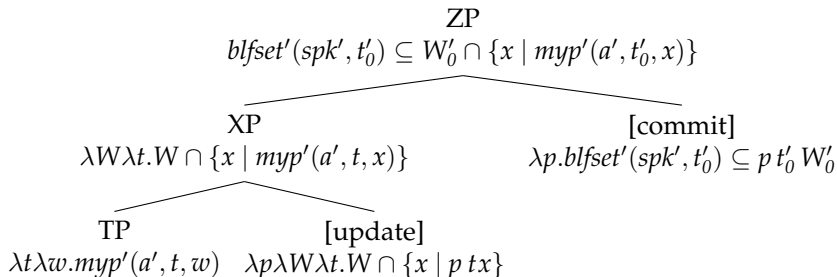 ZP
blfset′(spk′, t′₀) ⊆ W′₀ ∩ {x | myp′(a′, t′₀, x)}
XP [commit]
λWλt.W ∩ {x | myp′(a′, t, x)} λp.blfset′(spk′, t′₀) ⊆ p t′₀ W′₀
TP [update]
λtλw.myp′(a′, t, w) λpλWλt.W ∩ {x | p tx}